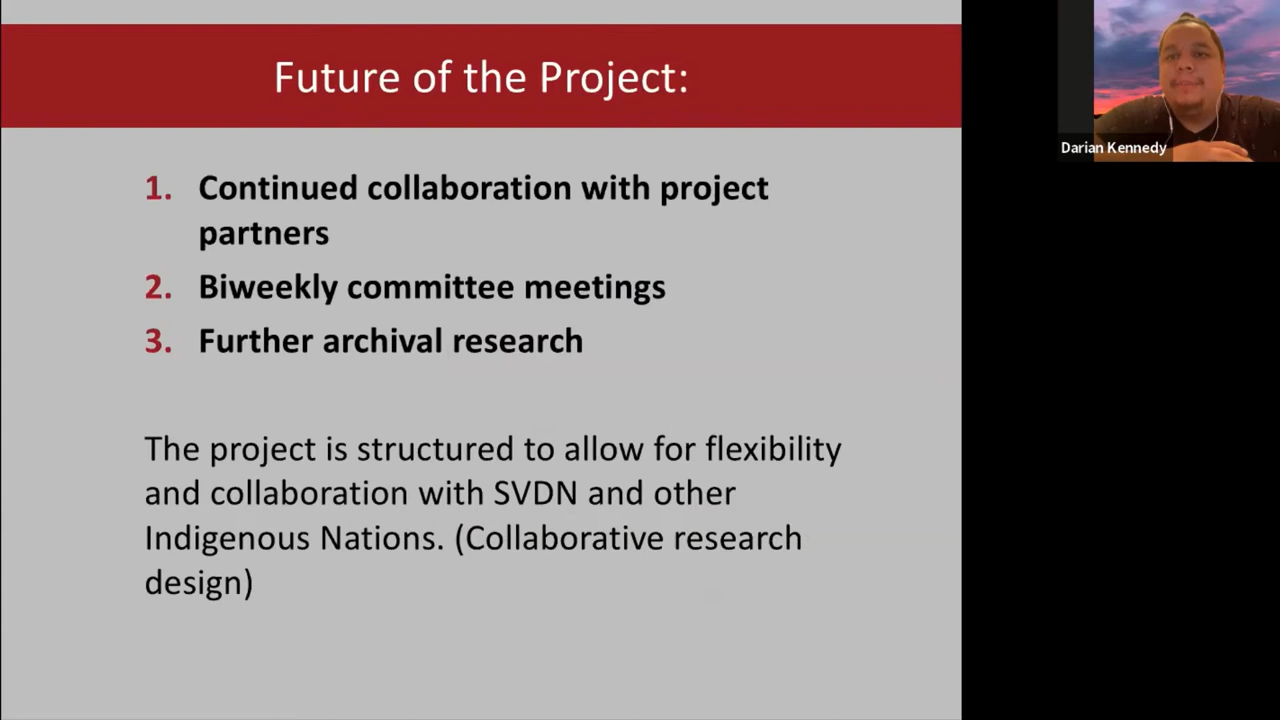 Future of the Project:
1. Continued collaboration with project
partners
2. Biweekly committee meetings
3. Further archival research
The project is structured to allow for flexibility
and collaboration with SVDN and other
Indigenous Nations. (Collaborative research
design)
Darian Kennedy